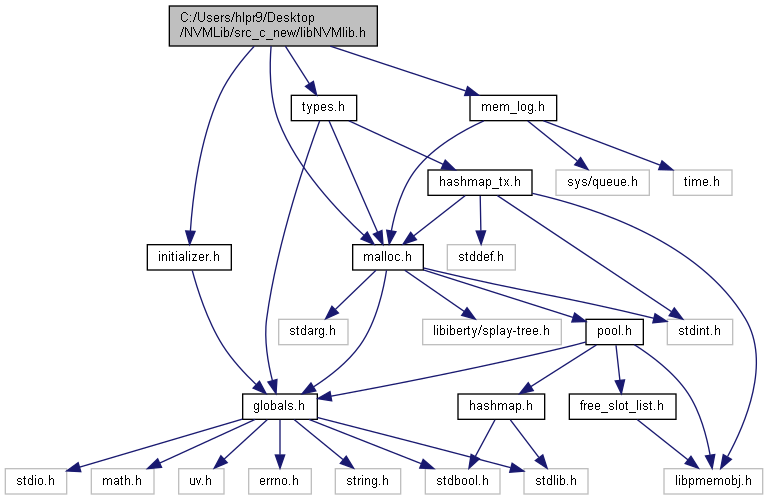 C:/Users/hlpr9/Desktop
/NVMLib/src_c_new/libNVMlib.h
types.h
mem_log.h
hashmap_tx.h
sys/queue.h
time.h
initializer.h
malloc.h
stddef.h
stdarg.h
libiberty/splay-tree.h
pool.h
stdint.h
globals.h
hashmap.h
free_slot_list.h
stdio.h
math.h
uv.h
errno.h
string.h
stdbool.h
stdlib.h
libpmemobj.h